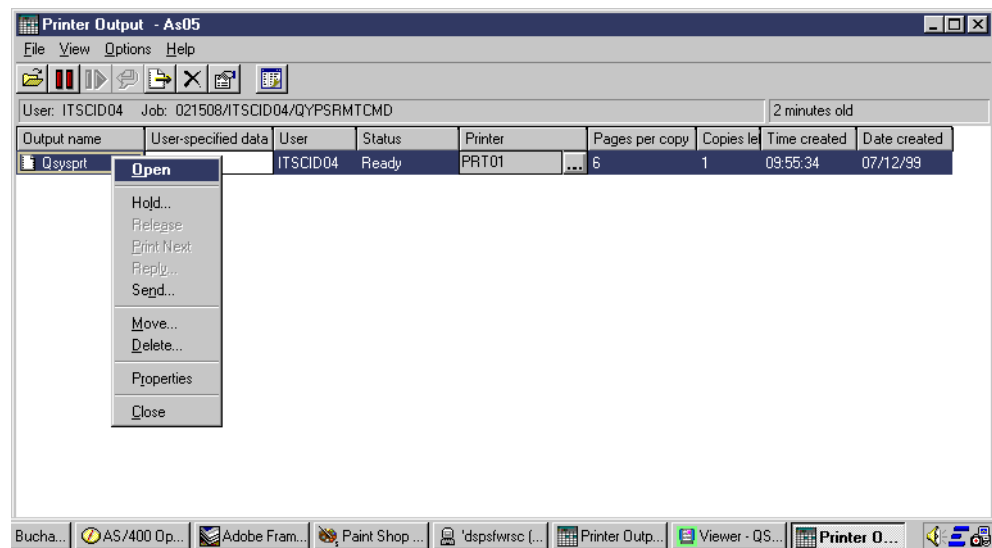 Printer Output - As05
File View Options Help
User: ITSCID04 Job: 021508/ITSCID04/QYPSRMTCMD 2 minutes old
Output name User-specified data User Status Printer Pages per copy Copies lef Time created Date created
Qsysprt ITSCID04 Ready PRT01 ... 6 1 09:55:34 07/12/99
Open
Hold...
Release
Print Next
Reply...
Send...
Move...
Delete...
Properties
Close
Bucha... AS/400 Op... Adobe Fram... Paint Shop ... 'dspsfwrsc (... Printer Outp... Viewer - QS... Printer O...